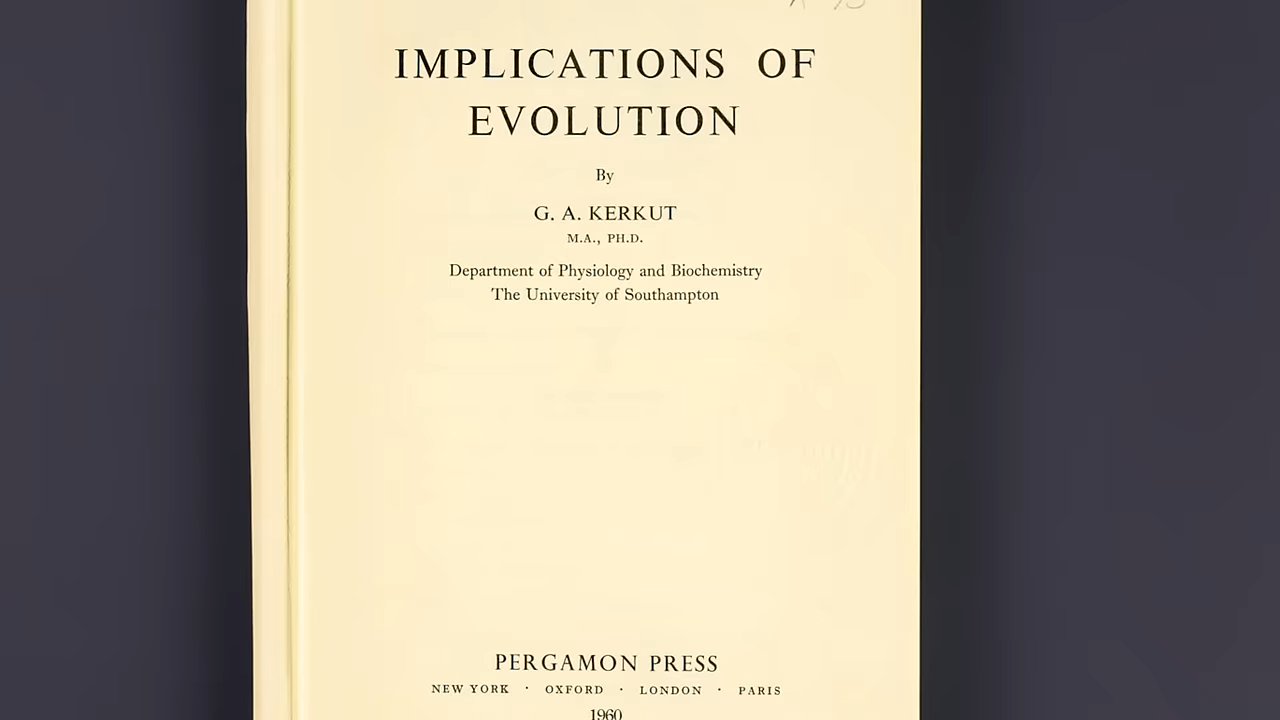 IMPLICATIONS OF
EVOLUTION
By
G. A. KERKUT
M.A., PH.D.
Department of Physiology and Biochemistry
The University of Southampton
PERGAMON PRESS
NEW YORK · OXFORD · LONDON · PARIS
1960